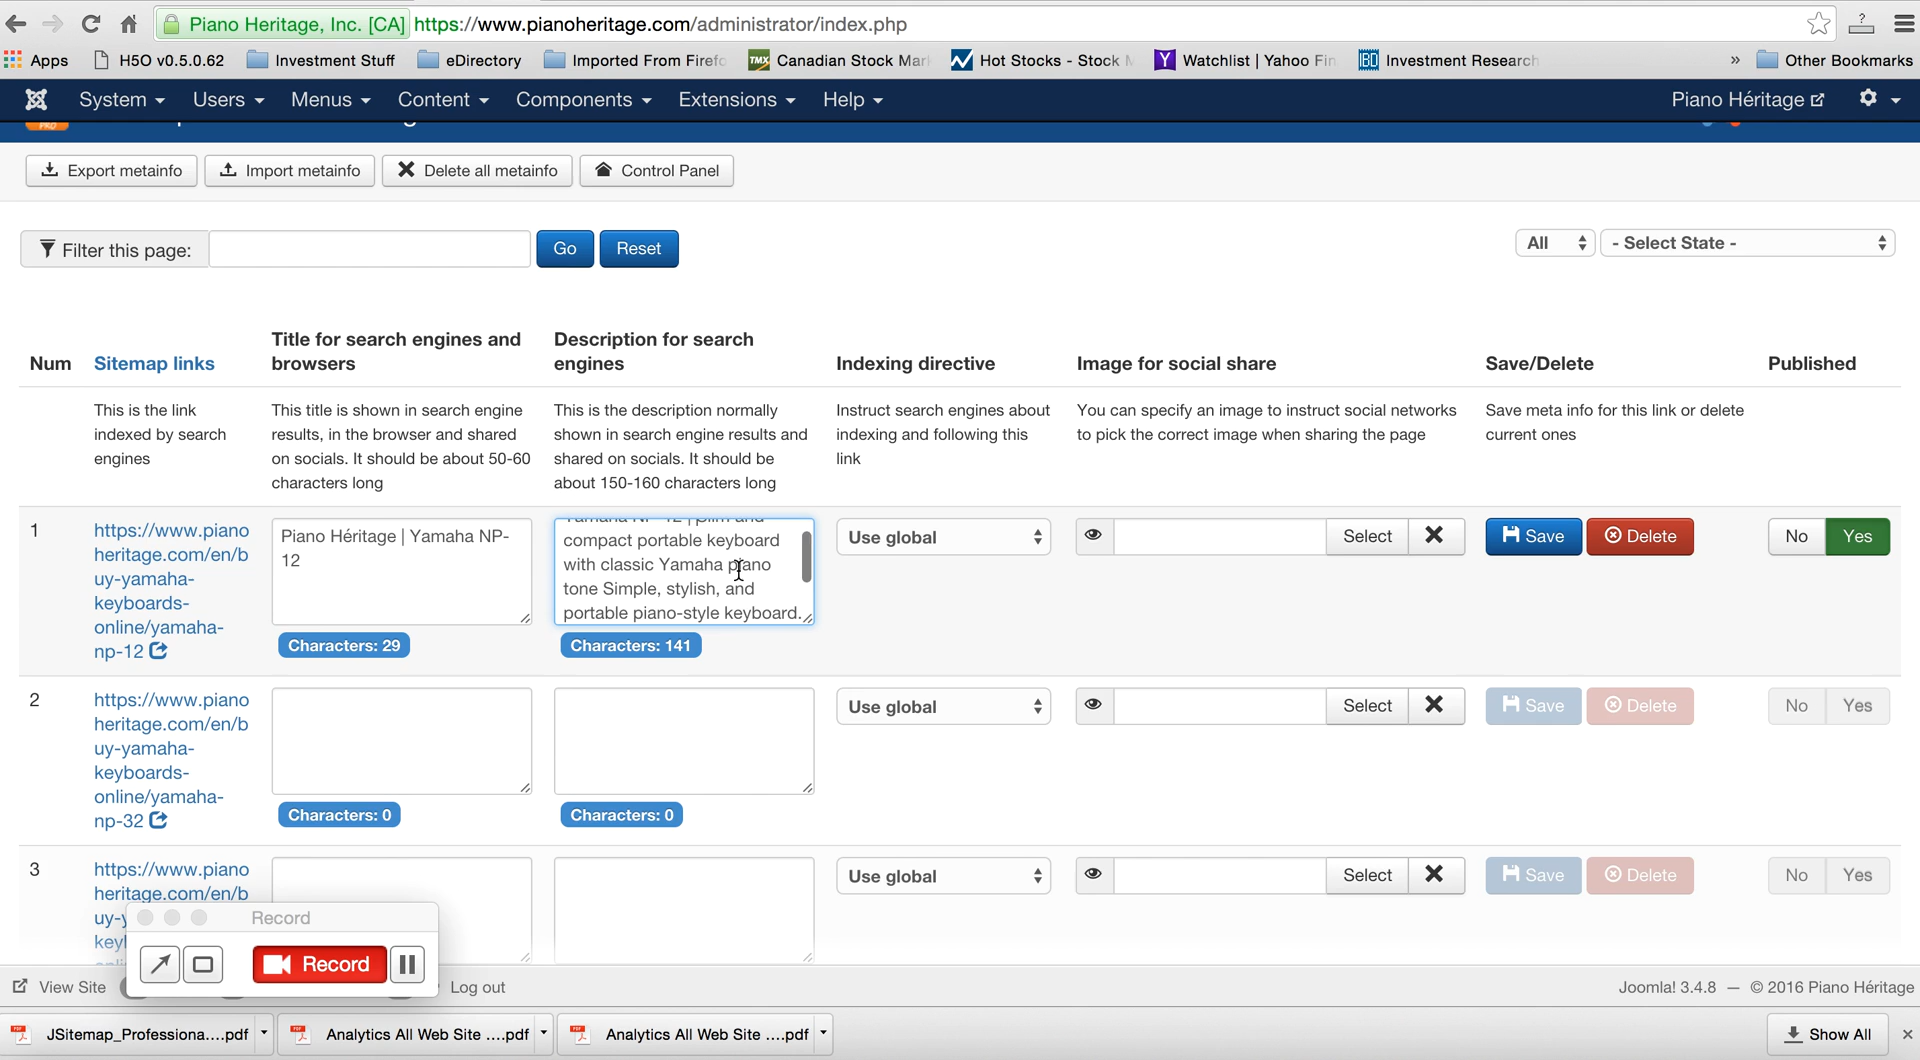 Piano Heritage, Inc. [CA] https://www.pianoheritage.com/administrator/index.php
Apps H5O v0.5.0.62 Investment Stuff eDirectory Imported From Firefo Canadian Stock Mar Hot Stocks - Stock Watchlist | Yahoo Fin IBD Investment Research » Other Bookmarks
System Users Menus Content Components Extensions Help Piano Héritage
PRO
Export metainfo Import metainfo Delete all metainfo Control Panel
Filter this page: Go Reset All - Select State -
Num Sitemap links Title for search engines and browsers Description for search engines Indexing directive Image for social share Save/Delete Published
This is the link
indexed by search
engines
This title is shown in search engine
results, in the browser and shared
on socials. It should be about 50-60
characters long
This is the description normally
shown in search engine results and
shared on socials. It should be
about 150-160 characters long
Instruct search engines about
indexing and following this
link
You can specify an image to instruct social networks
to pick the correct image when sharing the page
Save meta info for this link or delete
current ones
1
https://www.piano
heritage.com/en/b
uy-yamaha-
keyboards-
online/yamaha-
np-12
Piano Héritage | Yamaha NP-
12
Characters: 29
Yamaha NP-12 | Slim and
compact portable keyboard
with classic Yamaha piano
tone Simple, stylish, and
portable piano-style keyboard.
Characters: 141
Use global Select Save Delete No Yes
2
https://www.piano
heritage.com/en/b
uy-yamaha-
keyboards-
online/yamaha-
np-32
Characters: 0
Characters: 0
Use global Select Save Delete No Yes
3
https://www.piano
heritage.com/en/b
uy-y
keyl
Use global Select Save Delete No Yes
Record
Record
View Site Log out Joomla! 3.4.8 — © 2016 Piano Héritage
JSitemap_Professiona....pdf Analytics All Web Site ....pdf Analytics All Web Site ....pdf Show All